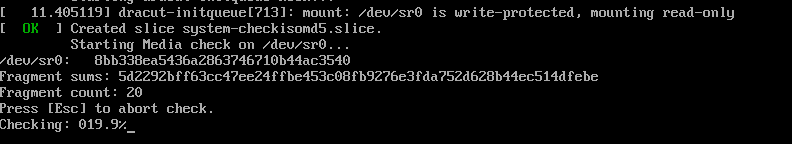 [   11.405119] dracut-initqueue[713]: mount: /dev/sr0 is write-protected, mounting read-only
[  OK  ] Created slice system-checkisomd5.slice.
         Starting Media check on /dev/sr0...
/dev/sr0:   8bb338ea5436a2863746710b44ac3540
Fragment sums: 5d2292bff63cc47ee24ffbe453c08fb9276e3fda752d628b44ec514dfebe
Fragment count: 20
Press [Esc] to abort check.
Checking: 019.9%_